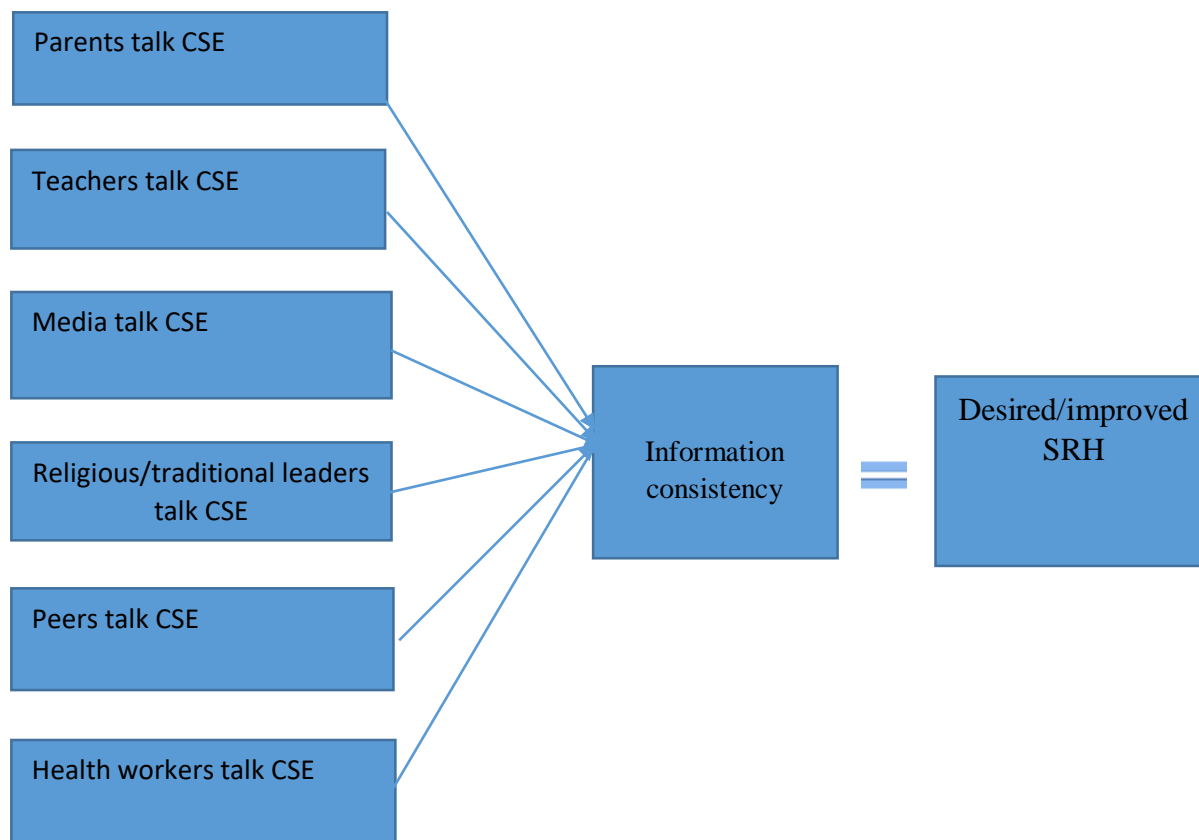 Parents talk CSE
Teachers talk CSE
Media talk CSE
Religious/traditional leaders
talk CSE
Peers talk CSE
Health workers talk CSE
Information
consistency
=
Desired/improved
SRH